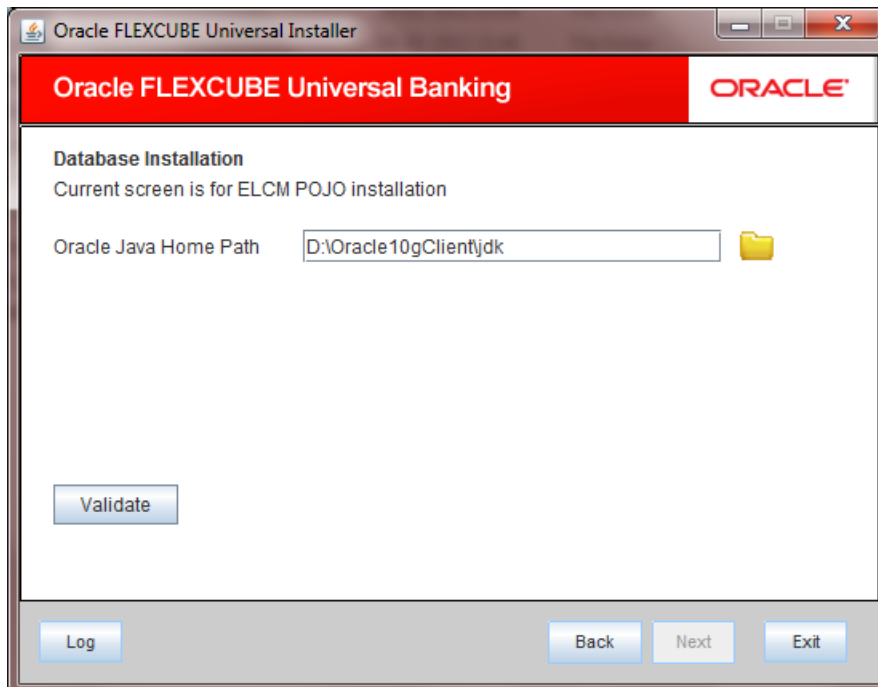 Oracle FLEXCUBE Universal Installer
Oracle FLEXCUBE Universal Banking
ORACLE
Database Installation
Current screen is for ELCM POJO installation
Oracle Java Home Path D:\Oracle10gClient\jdk
Validate
Log Back Next Exit